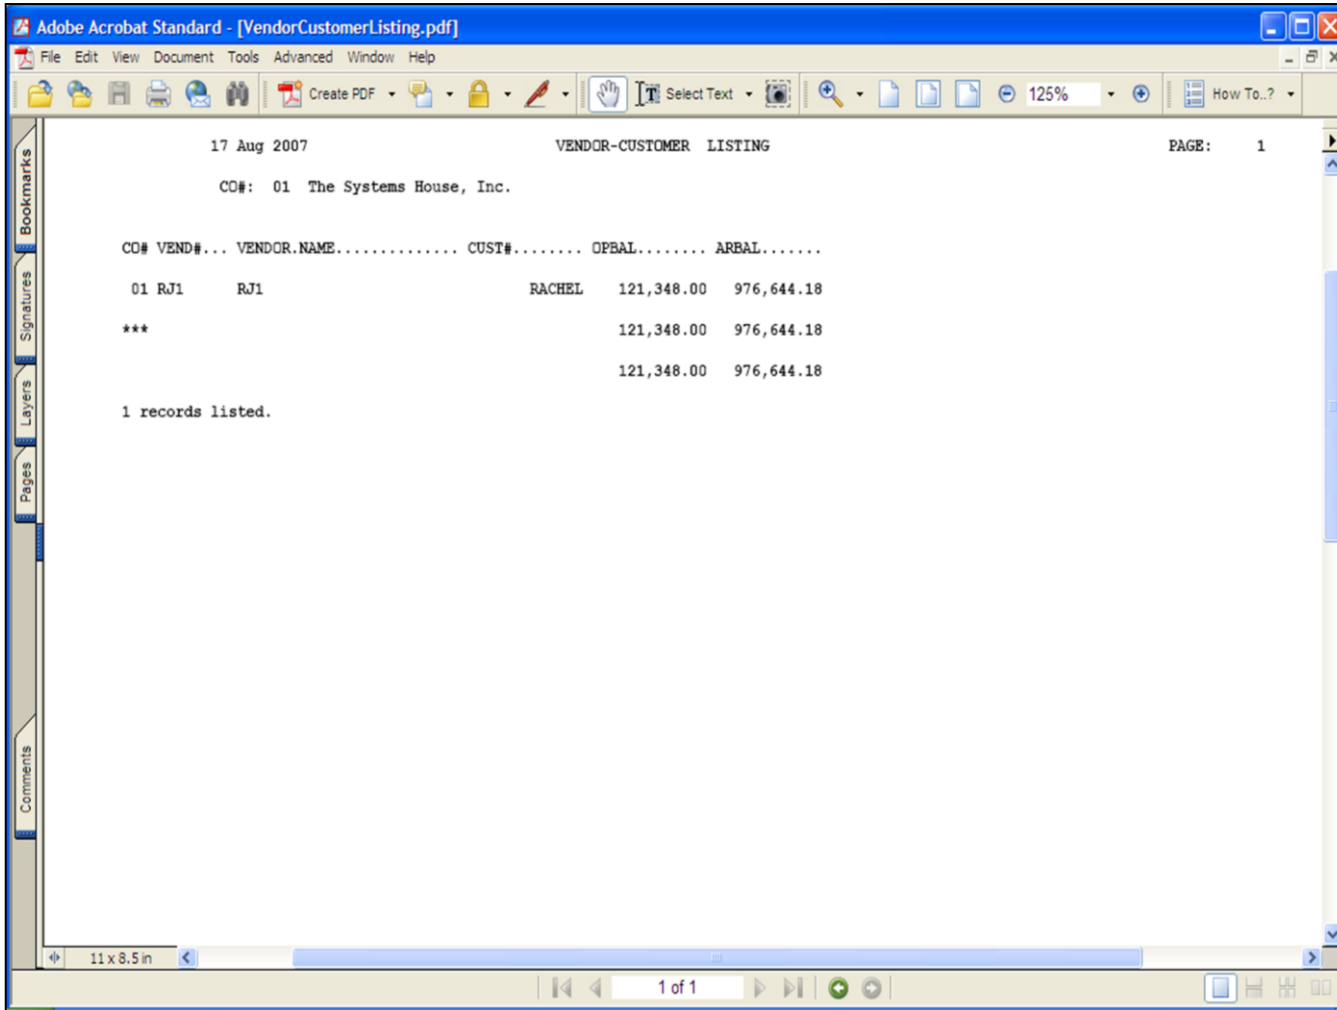 Adobe Acrobat Standard - [VendorCustomerListing.pdf]
File Edit View Document Tools Advanced Window Help
Create PDF Select Text 125% How To..?
Bookmarks
Signatures
Layers
Pages
Comments
17 Aug 2007 VENDOR-CUSTOMER LISTING PAGE: 1
CO#: 01 The Systems House, Inc.
CO# VEND#... VENDOR.NAME.............. CUST#........ OPBAL........ ARBAL.......
01 RJ1 RJ1 RACHEL 121,348.00 976,644.18
*** 121,348.00 976,644.18
121,348.00 976,644.18
1 records listed.
11 x 8.5 in
1 of 1